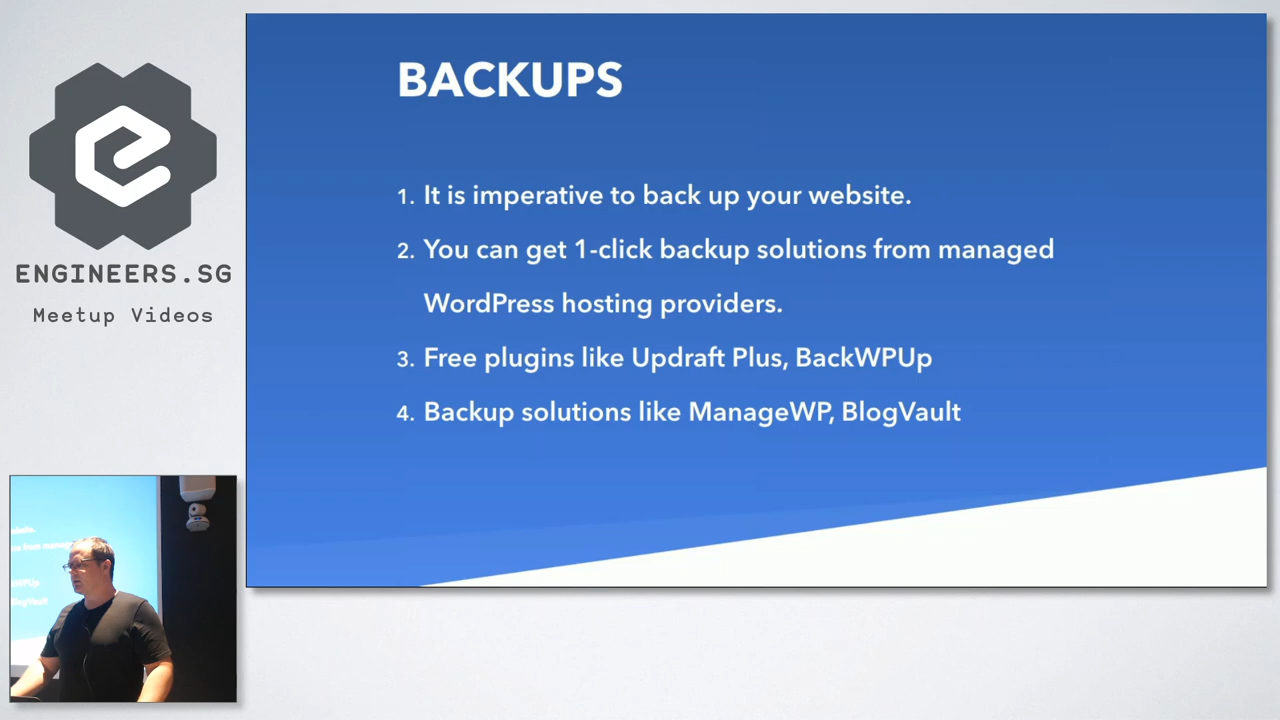 BACKUPS
1. It is imperative to back up your website.
2. You can get 1-click backup solutions from managed
WordPress hosting providers.
3. Free plugins like Updraft Plus, BackWPUp
4. Backup solutions like ManageWP, BlogVault
ENGINEERS.SG
Meetup Videos